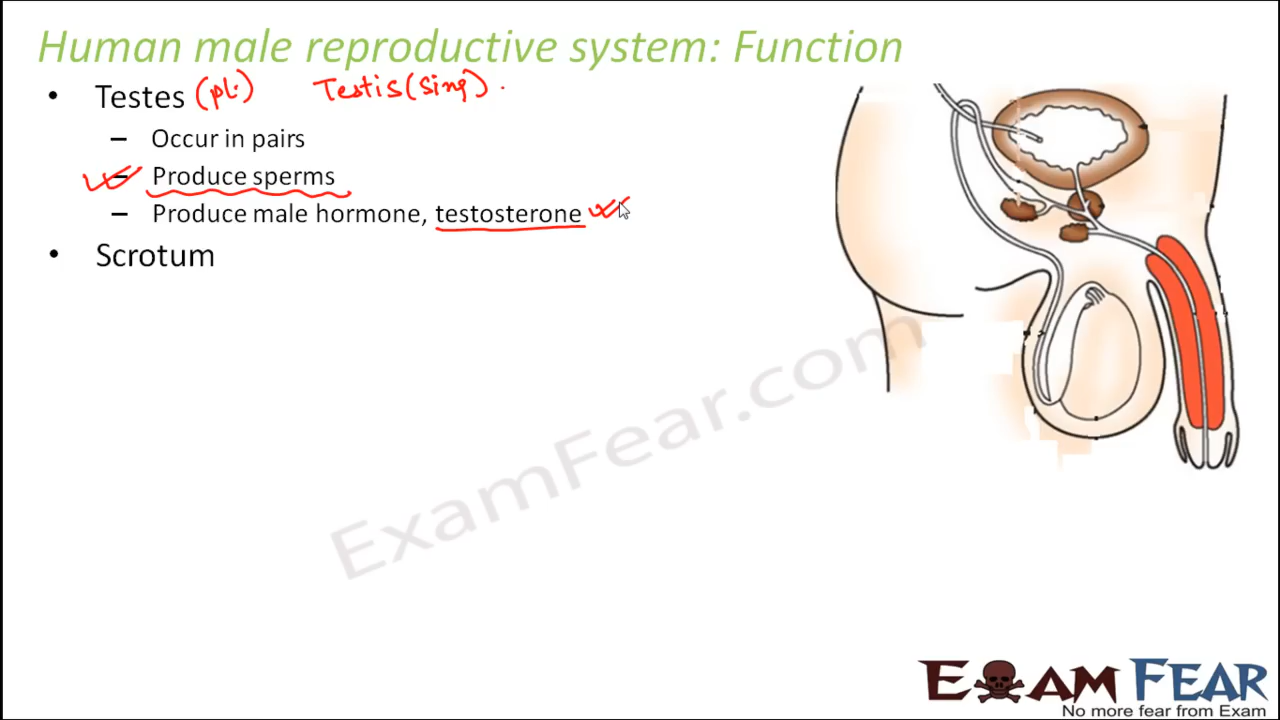 Human male reproductive system: Function
• Testes (pl.) Testis (sing).
– Occur in pairs
– Produce sperms
– Produce male hormone, testosterone
• Scrotum
ExamFear.com
EXAM FEAR
No more fear from Exam